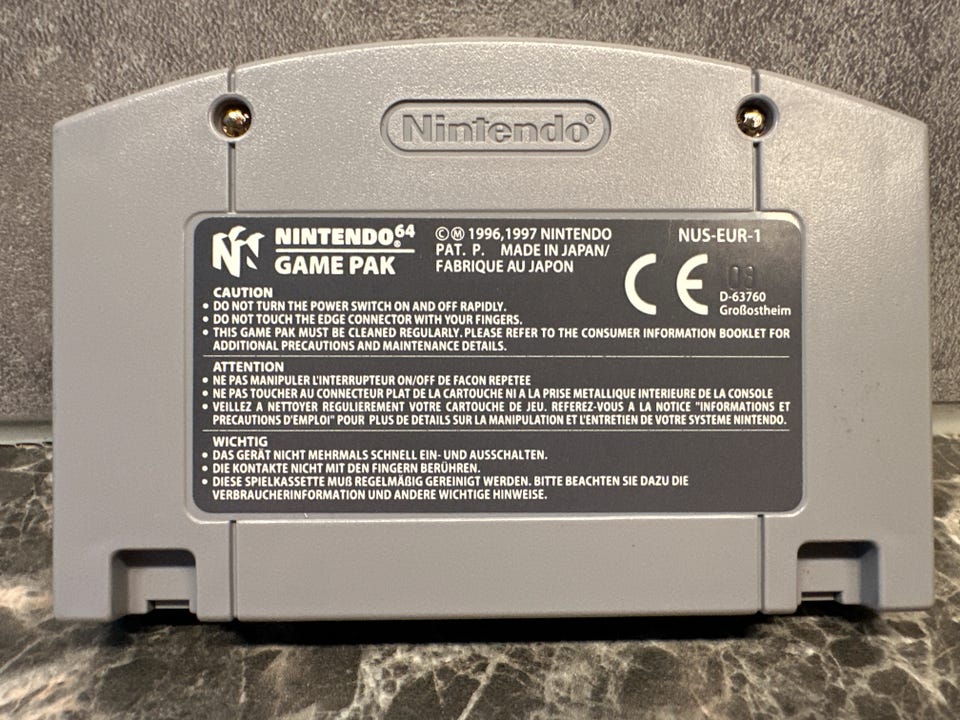 Nintendo®
NINTENDO64®
GAME PAK
©Ⓜ 1996,1997 NINTENDO
PAT. P. MADE IN JAPAN/
FABRIQUE AU JAPON
NUS-EUR-1
CE
09
D-63760
Großostheim
CAUTION
• DO NOT TURN THE POWER SWITCH ON AND OFF RAPIDLY.
• DO NOT TOUCH THE EDGE CONNECTOR WITH YOUR FINGERS.
• THIS GAME PAK MUST BE CLEANED REGULARLY. PLEASE REFER TO THE CONSUMER INFORMATION BOOKLET FOR
ADDITIONAL PRECAUTIONS AND MAINTENANCE DETAILS.
ATTENTION
• NE PAS MANIPULER L'INTERRUPTEUR ON/OFF DE FACON REPETEE
• NE PAS TOUCHER AU CONNECTEUR PLAT DE LA CARTOUCHE NI A LA PRISE METALLIQUE INTERIEURE DE LA CONSOLE
• VEILLEZ A NETTOYER REGULIEREMENT VOTRE CARTOUCHE DE JEU. REFEREZ-VOUS A LA NOTICE "INFORMATIONS ET
PRECAUTIONS D'EMPLOI" POUR PLUS DE DETAILS SUR LA MANIPULATION ET L'ENTRETIEN DE VOTRE SYSTEME NINTENDO.
WICHTIG
• DAS GERÄT NICHT MEHRMALS SCHNELL EIN- UND AUSSCHALTEN.
• DIE KONTAKTE NICHT MIT DEN FINGERN BERÜHREN.
• DIESE SPIELKASSETTE MUß REGELMÄßIG GEREINIGT WERDEN. BITTE BEACHTEN SIE DAZU DIE
VERBRAUCHERINFORMATION UND ANDERE WICHTIGE HINWEISE.